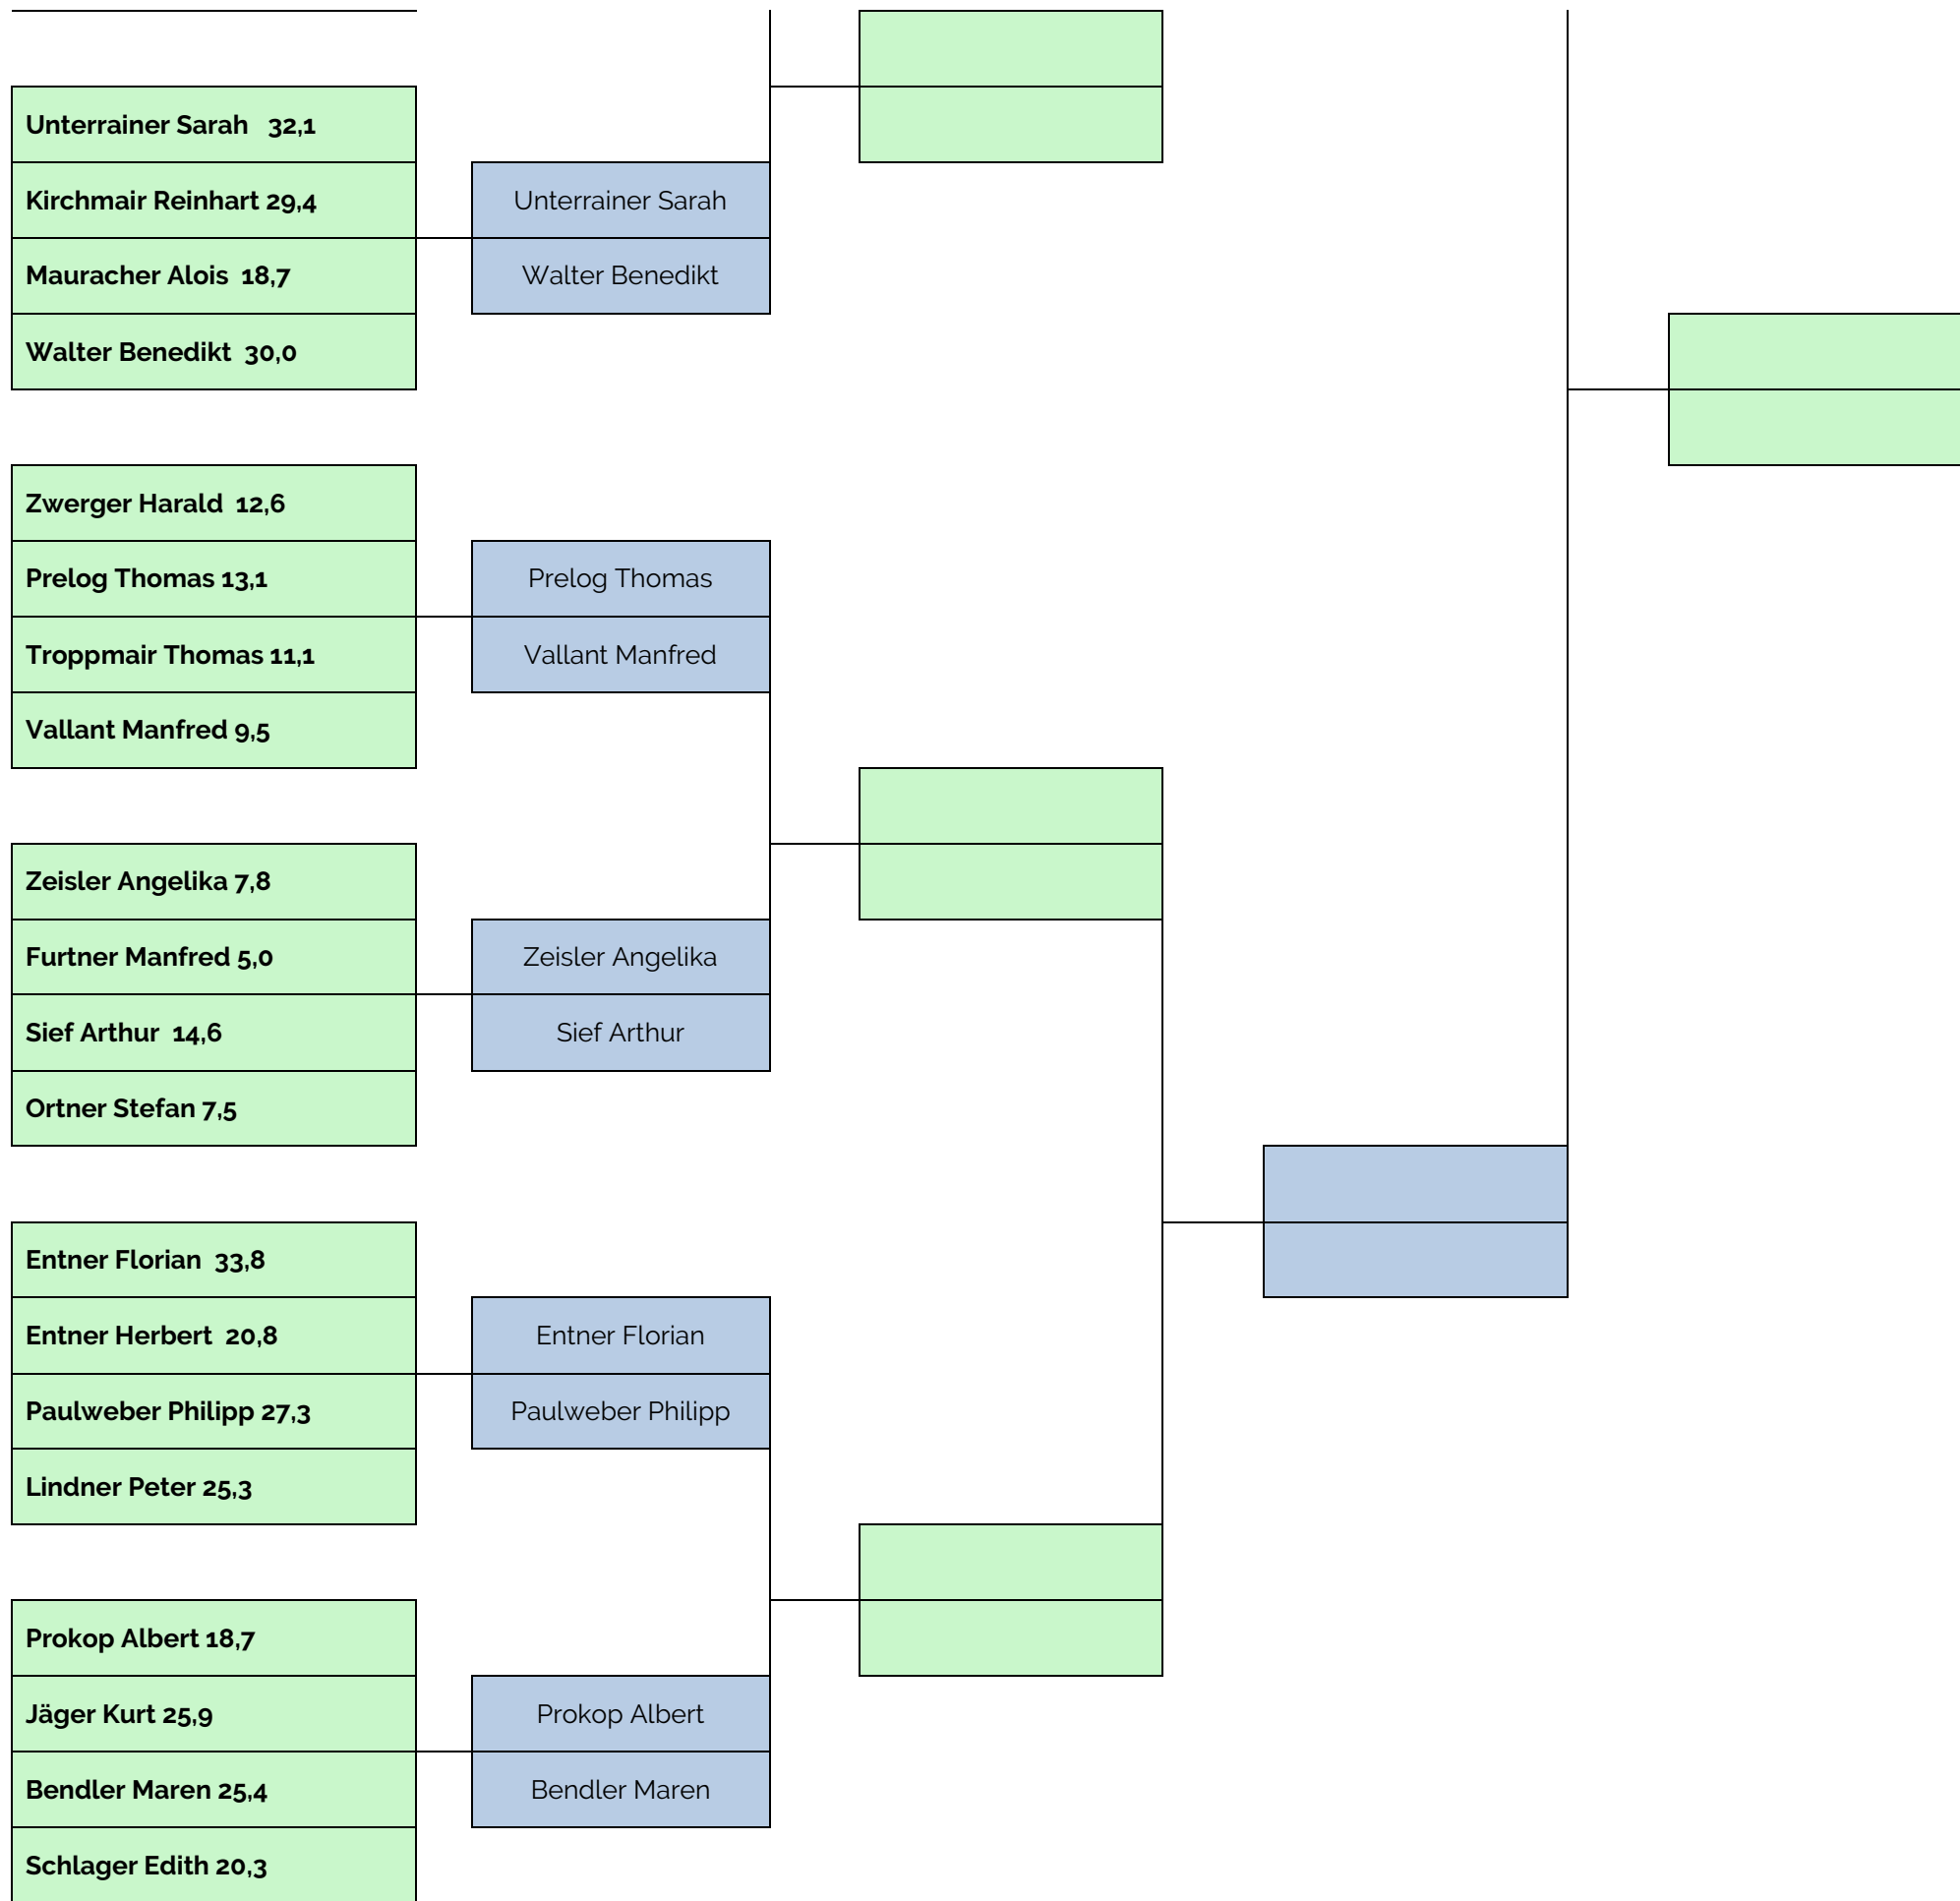 Unterrainer Sarah 32,1
Kirchmair Reinhart 29,4
Mauracher Alois 18,7
Walter Benedikt 30,0
Unterrainer Sarah
Walter Benedikt
Zwerger Harald 12,6
Prelog Thomas 13,1
Troppmair Thomas 11,1
Vallant Manfred 9,5
Prelog Thomas
Vallant Manfred
Zeisler Angelika 7,8
Furtner Manfred 5,0
Sief Arthur 14,6
Ortner Stefan 7,5
Zeisler Angelika
Sief Arthur
Entner Florian 33,8
Entner Herbert 20,8
Paulweber Philipp 27,3
Lindner Peter 25,3
Entner Florian
Paulweber Philipp
Prokop Albert 18,7
Jäger Kurt 25,9
Bendler Maren 25,4
Schlager Edith 20,3
Prokop Albert
Bendler Maren